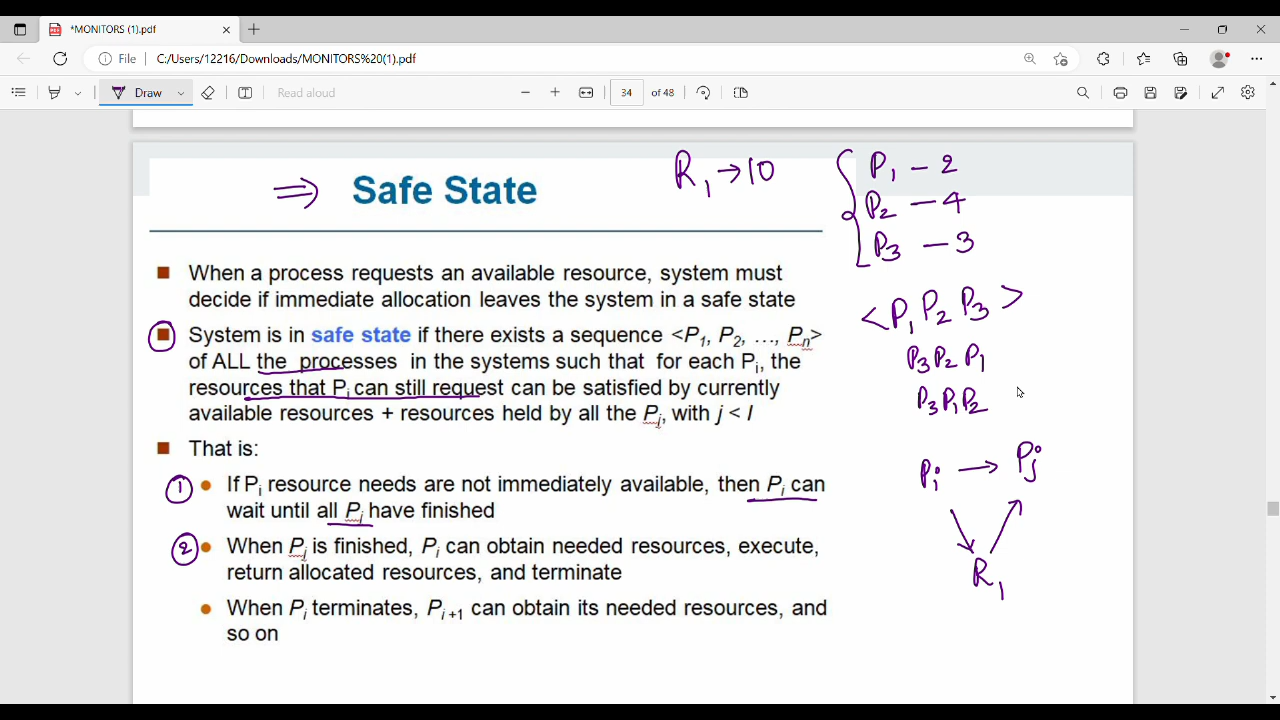 *MONITORS (1).pdf
File C:/Users/12216/Downloads/MONITORS%20(1).pdf
Draw Read aloud 34 of 48
⇒ Safe State
R1 → 10
P1 – 2
P2 – 4
P3 – 3
When a process requests an available resource, system must
decide if immediate allocation leaves the system in a safe state
System is in safe state if there exists a sequence <P1, P2, …, Pn>
of ALL the processes in the systems such that for each Pi, the
resources that Pi can still request can be satisfied by currently
available resources + resources held by all the Pj, with j < I
That is:
1 If Pi resource needs are not immediately available, then Pi can
wait until all Pj have finished
2 When Pj is finished, Pi can obtain needed resources, execute,
return allocated resources, and terminate
When Pi terminates, Pi +1 can obtain its needed resources, and
so on
<P1 P2 P3>
P3 P2 P1
P3 P1 P2
Pi → Pj
R1